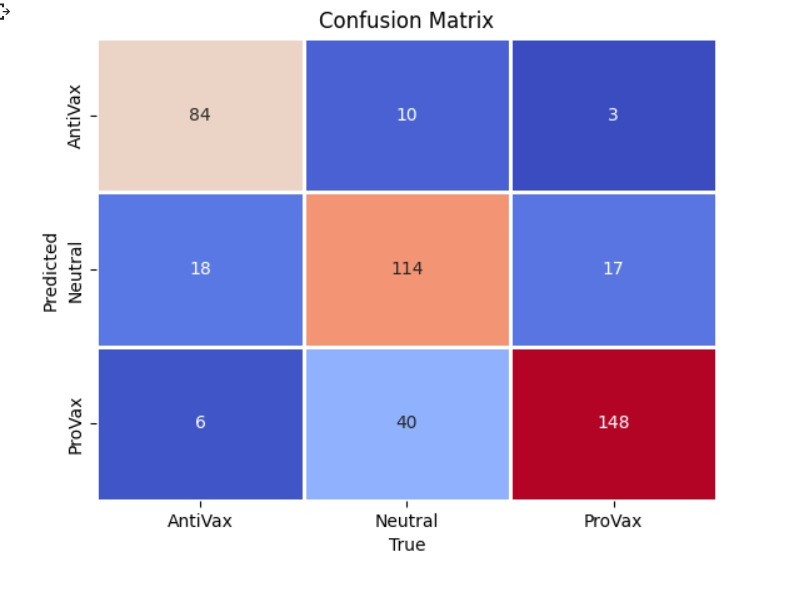 Confusion Matrix
AntiVax
84
10
3
Predicted
Neutral
18
114
17
ProVax
6
40
148
AntiVax
Neutral
ProVax
True